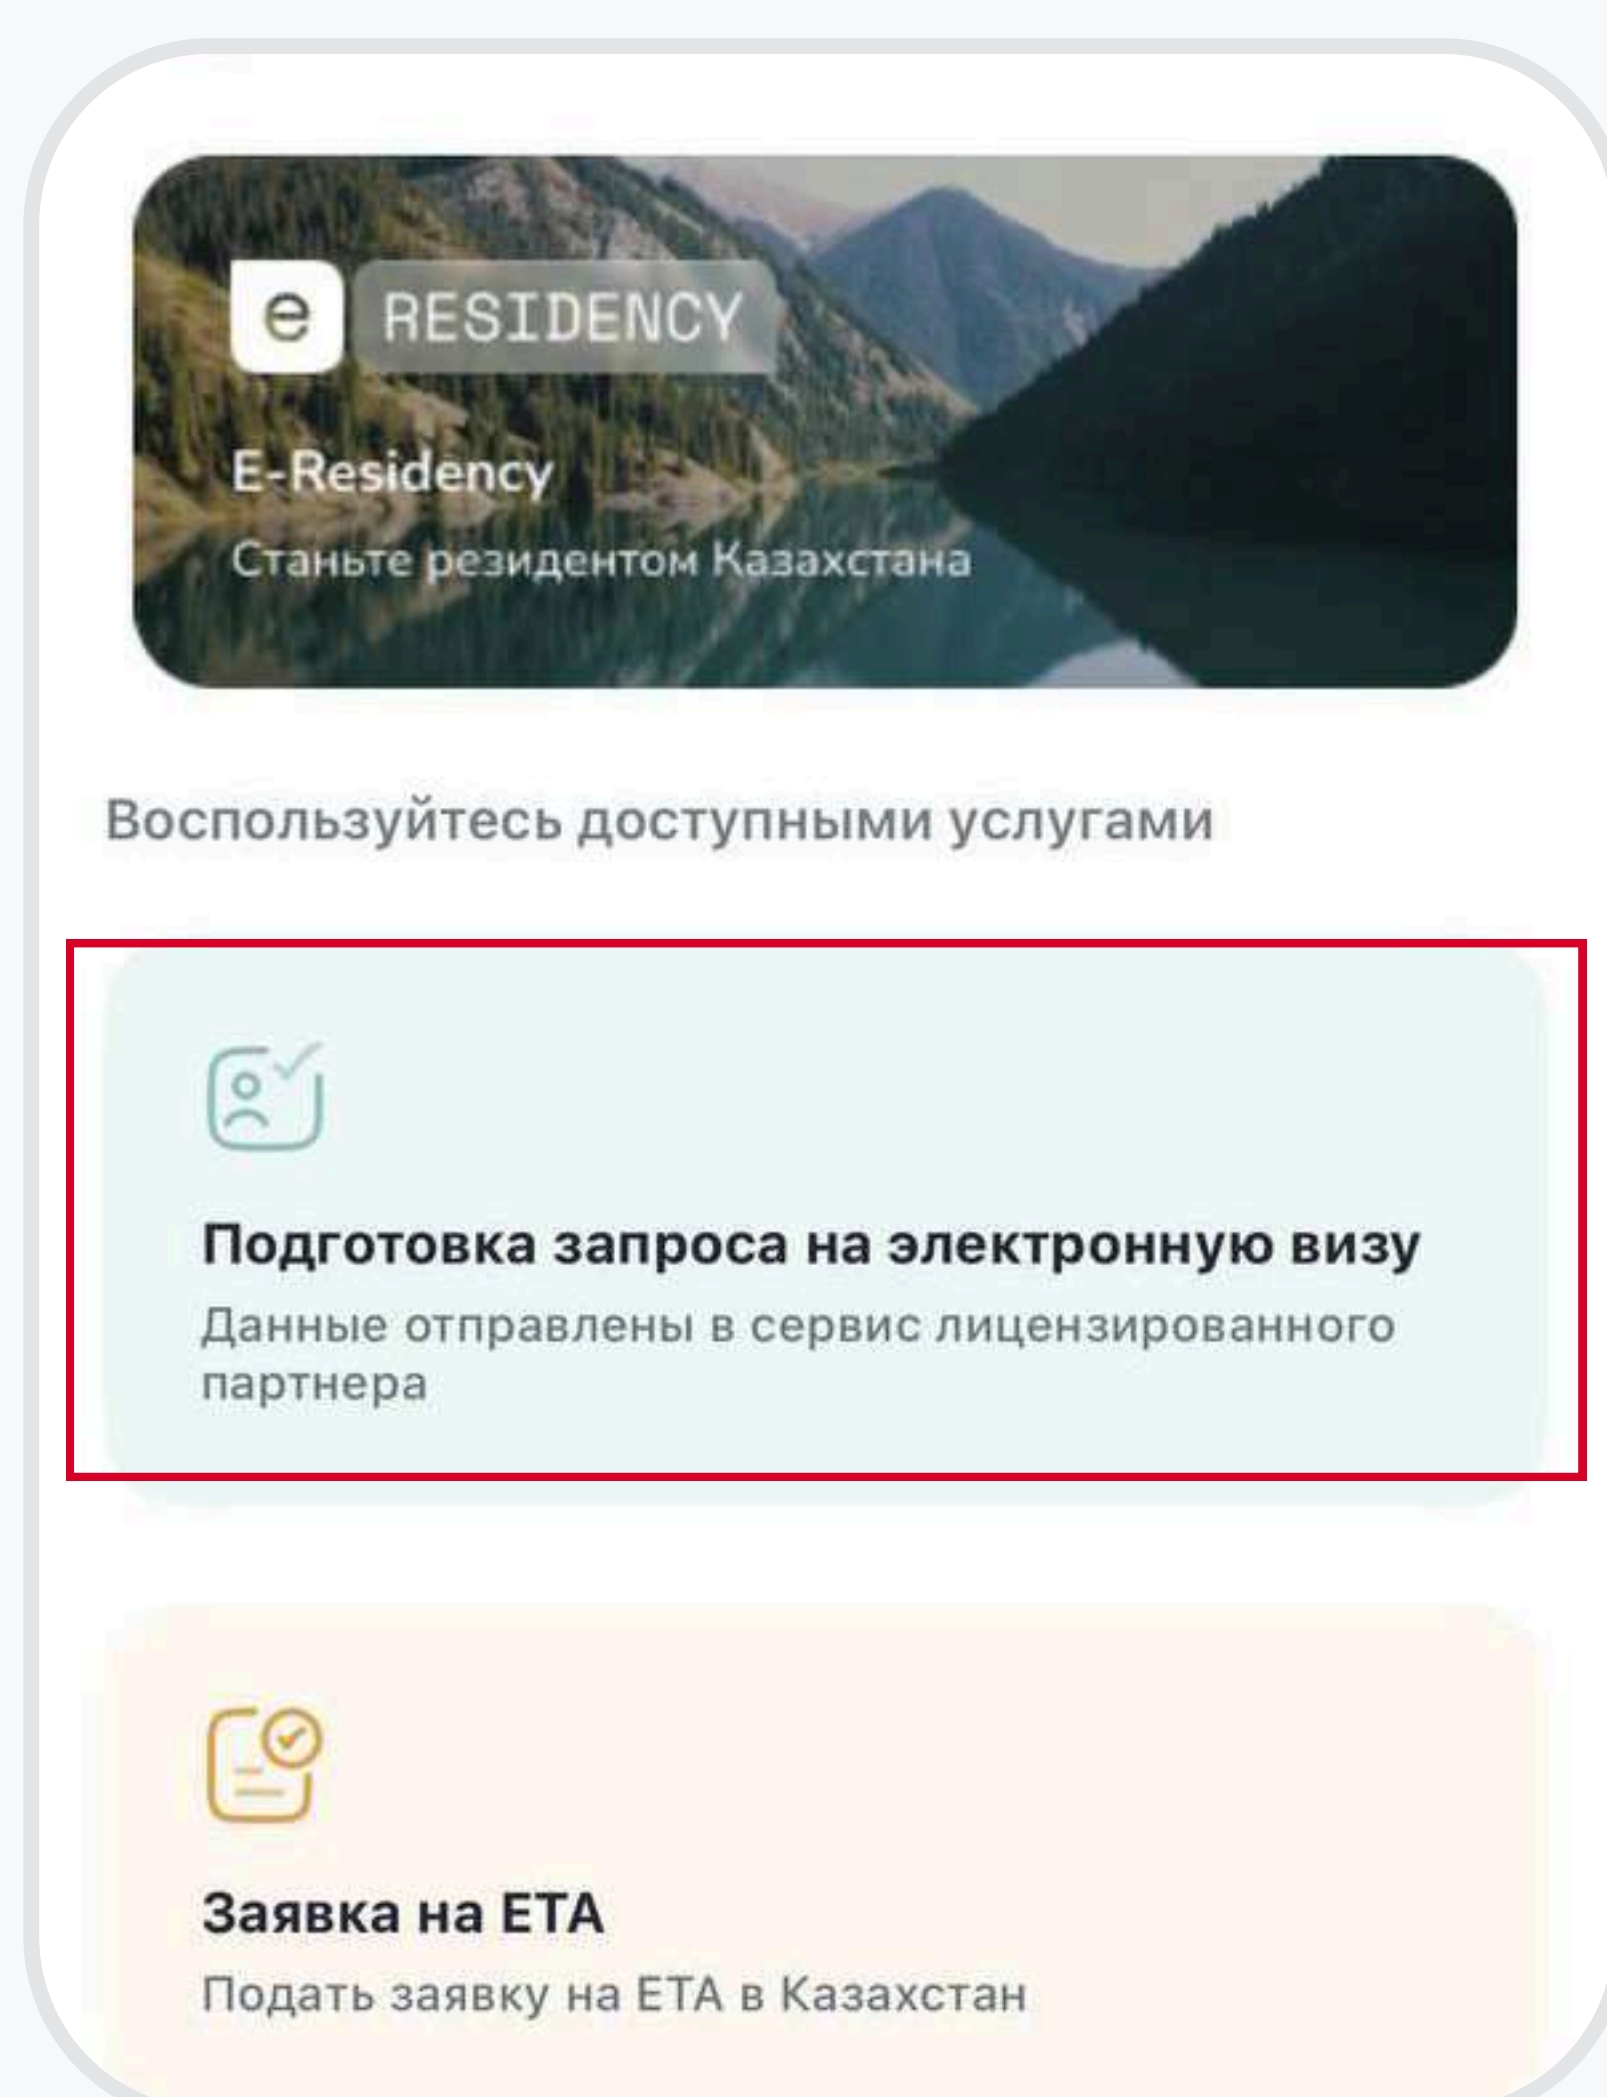 e RESIDENCY
E-Residency
Станьте резидентом Казахстана
Воспользуйтесь доступными услугами
Подготовка запроса на электронную визу
Данные отправлены в сервис лицензированного
партнера
Заявка на ETA
Подать заявку на ETA в Казахстан